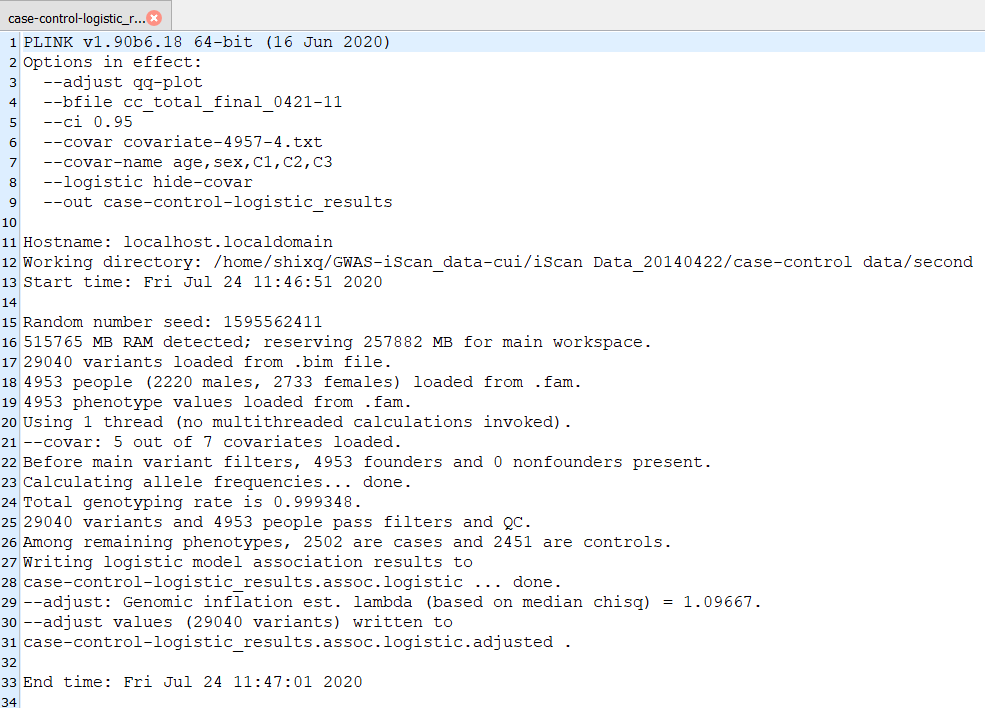 case-control-logistic_r...
1 PLINK v1.90b6.18 64-bit (16 Jun 2020)
2 Options in effect:
3   --adjust qq-plot
4   --bfile cc_total_final_0421-11
5   --ci 0.95
6   --covar covariate-4957-4.txt
7   --covar-name age,sex,C1,C2,C3
8   --logistic hide-covar
9   --out case-control-logistic_results
10
11 Hostname: localhost.localdomain
12 Working directory: /home/shixq/GWAS-iScan_data-cui/iScan Data_20140422/case-control data/second
13 Start time: Fri Jul 24 11:46:51 2020
14
15 Random number seed: 1595562411
16 515765 MB RAM detected; reserving 257882 MB for main workspace.
17 29040 variants loaded from .bim file.
18 4953 people (2220 males, 2733 females) loaded from .fam.
19 4953 phenotype values loaded from .fam.
20 Using 1 thread (no multithreaded calculations invoked).
21 --covar: 5 out of 7 covariates loaded.
22 Before main variant filters, 4953 founders and 0 nonfounders present.
23 Calculating allele frequencies... done.
24 Total genotyping rate is 0.999348.
25 29040 variants and 4953 people pass filters and QC.
26 Among remaining phenotypes, 2502 are cases and 2451 are controls.
27 Writing logistic model association results to
28 case-control-logistic_results.assoc.logistic ... done.
29 --adjust: Genomic inflation est. lambda (based on median chisq) = 1.09667.
30 --adjust values (29040 variants) written to
31 case-control-logistic_results.assoc.logistic.adjusted .
32
33 End time: Fri Jul 24 11:47:01 2020
34